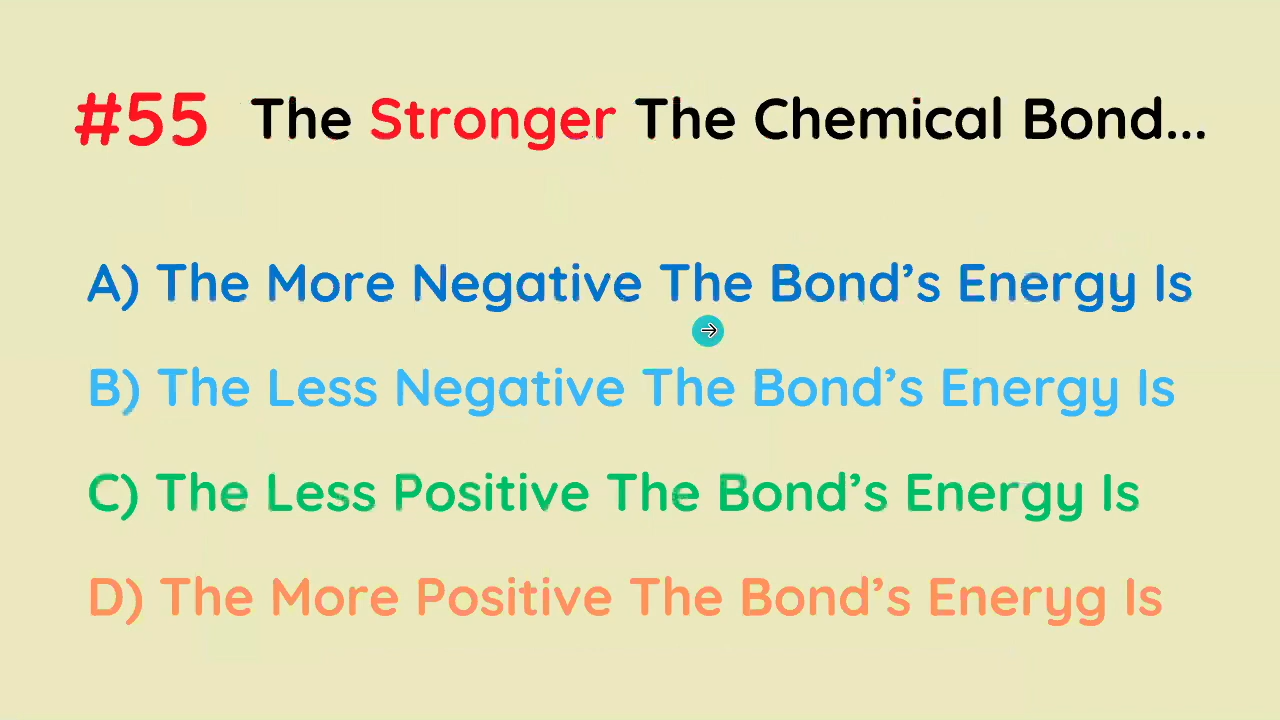 #55 The Stronger The Chemical Bond...
A) The More Negative The Bond’s Energy Is
B) The Less Negative The Bond’s Energy Is
C) The Less Positive The Bond’s Energy Is
D) The More Positive The Bond’s Eneryg Is